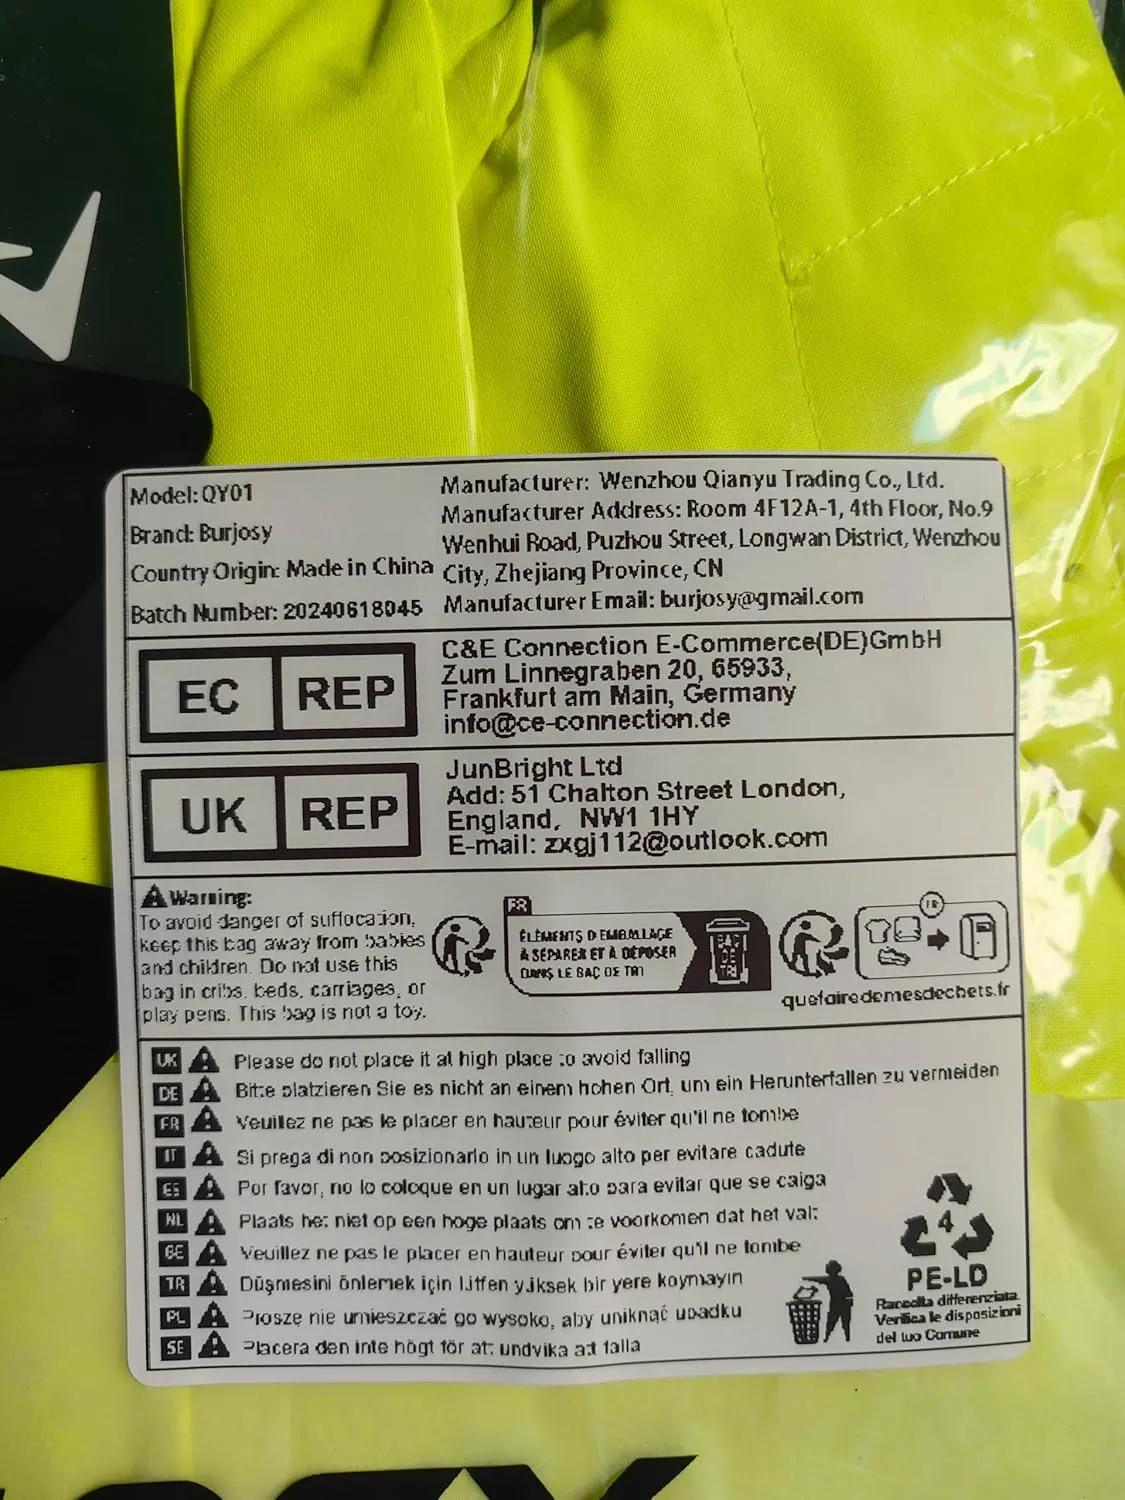 Model: QY01
Brand: Burjosy
Country Origin: Made in China
Batch Number: 20240618045
Manufacturer: Wenzhou Qianyu Trading Co., Ltd.
Manufacturer Address: Room 4F12A-1, 4th Floor, No.9
Wenhui Road, Puzhou Street, Longwan District, Wenzhou
City, Zhejiang Province, CN
Manufacturer Email: burjosy@gmail.com
EC REP
C&E Connection E-Commerce(DE)GmbH
Zum Linnegraben 20, 65933,
Frankfurt am Main, Germany
info@ce-connection.de
UK REP
JunBright Ltd
Add: 51 Chalton Street London,
England, NW1 1HY
E-mail: zxgj112@outlook.com
Warning:
To avoid danger of suffocation,
keep this bag away from babies
and children. Do not use this
bag in cribs, beds, carriages, or
play pens. This bag is not a toy.
FR
ÉLÉMENTS D'EMBALLAGE
À SÉPARER ET À DÉPOSER
DANS LE BAC DE TRI
BAC
DE
TRI
FR
quefairedemesdechets.fr
UK Please do not place it at high place to avoid falling
DE Bitte platzieren Sie es nicht an einem hohen Ort, um ein Herunterfallen zu vermeiden
FR Veuillez ne pas le placer en hauteur pour éviter qu'il ne tombe
IT Si prega di non posizionarlo in un luogo alto per evitare cadute
ES Por favor, no lo coloque en un lugar alto para evitar que se caiga
NL Plaats het niet op een hoge plaats om te voorkomen dat het valt
BE Veuillez ne pas le placer en hauteur pour éviter qu'il ne tombe
TR Düşmesini önlemek için lütfen yüksek bir yere koymayın
PL Proszę nie umieszczać go wysoko, aby uniknąć upadku
SE Placera den inte högt för att undvika att falla
4
PE-LD
Raccolta differenziata.
Verifica le disposizioni
del tuo Comune